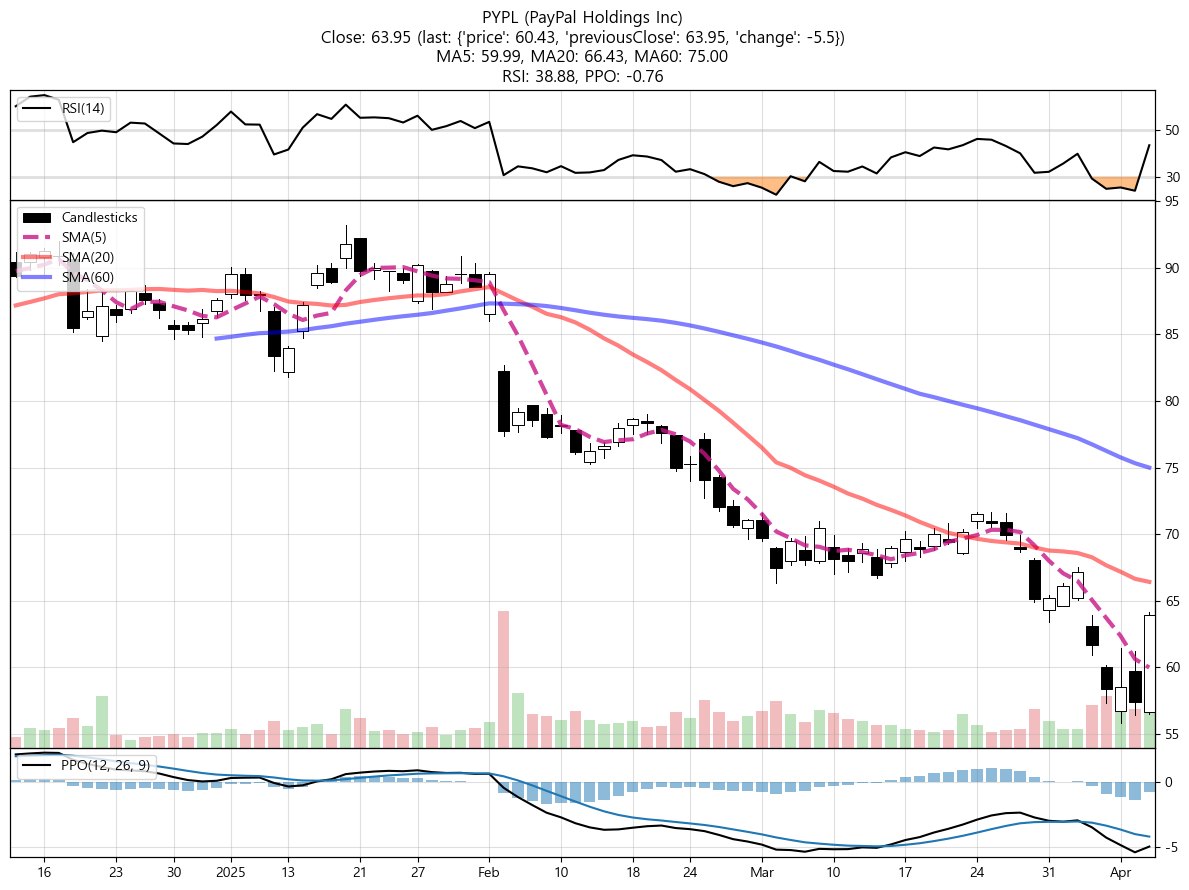 PYPL (PayPal Holdings Inc)
Close: 63.95 (last: {'price': 60.43, 'previousClose': 63.95, 'change': -5.5})
MA5: 59.99, MA20: 66.43, MA60: 75.00
RSI: 38.88, PPO: -0.76
RSI(14)
50
30
95
Candlesticks
SMA(5)
SMA(20)
SMA(60)
90
85
80
75
70
65
60
55
PPO(12, 26, 9)
0
-5
16 23 30 2025 13 21 27 Feb 10 18 24 Mar 10 17 24 31 Apr